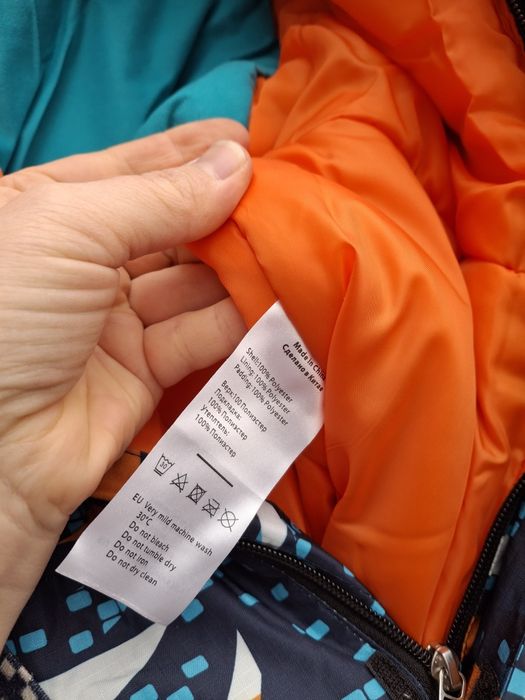 Made in China
Сделано в Китае
Shell:100% Polyester
Lining: 100% Polyester
Padding: 100% Polyester
Верх:100 Полиэстер
Подкладка:
100% Полиэстер
Утеплитель:
100% Полиэстер
30
EU Very mild machine wash
30°C
Do not bleach
Do not tumble dry
Do not iron
Do not dry clean